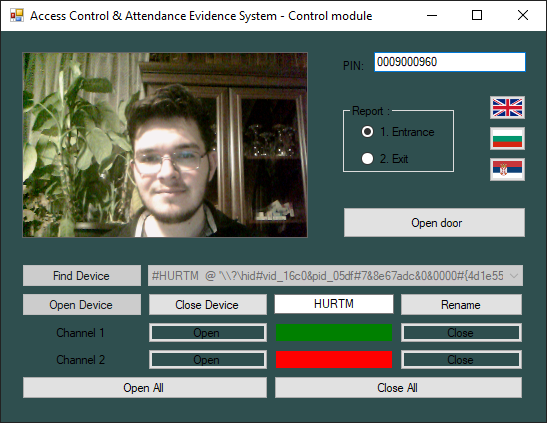 Access Control & Attendance Evidence System - Control module
PIN: 0009000960
Report :
1. Entrance
2. Exit
Open door
Find Device #HURTM @ '\\?\hid#vid_16c0&pid_05df#7&8e67adc&0&0000#{4d1e55
Open Device Close Device HURTM Rename
Channel 1 Open Close
Channel 2 Open Close
Open All Close All